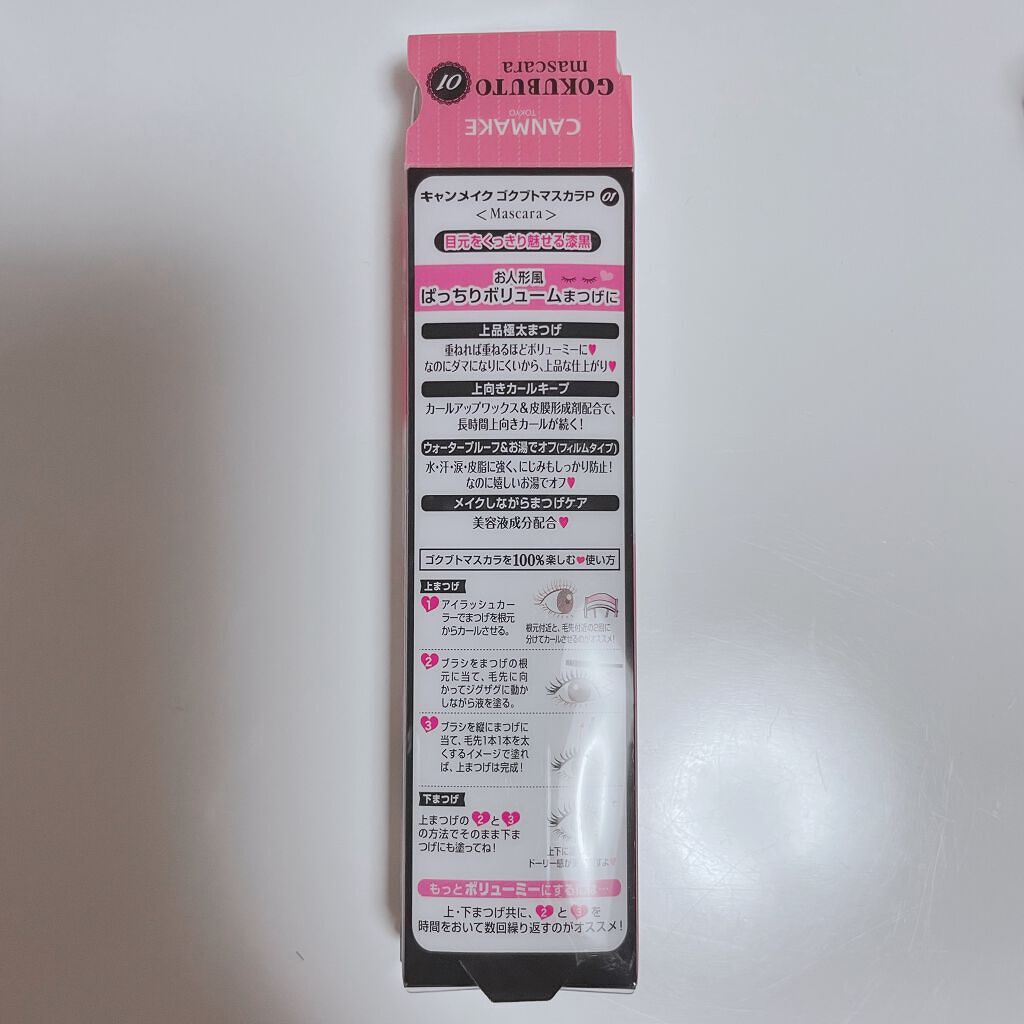 CANMAKE
TOKYO
GOKUBUTO
mascara
01
キャンメイク ゴクブトマスカラP 01
<Mascara>
目元をくっきり魅せる漆黒
お人形風
ぱっちりボリュームまつげに
上品極太まつげ
重ねれば重ねるほどボリューミーに♥
なのにダマになりにくいから、上品な仕上がり♥
上向きカールキープ
カールアップワックス&皮膜形成剤配合で、
長時間上向きカールが続く!
ウォータープルーフ&お湯でオフ(フィルムタイプ)
水・汗・涙・皮脂に強く、にじみもしっかり防止!
なのに嬉しいお湯でオフ♥
メイクしながらまつげケア
美容液成分配合♥
ゴクブトマスカラを100%楽しむ♥使い方
上まつげ
1 アイラッシュカー
ラーでまつげを根元
からカールさせる。
根元付近と、毛先付近の2回に
分けてカールさせるのがオススメ!
2 ブラシをまつげの根
元に当て、毛先に向
かってジグザグに動か
しながら液を塗る。
3 ブラシを縦にまつげに
当て、毛先1本1本を太
くするイメージで塗れ
ば、上まつげは完成!
下まつげ
上まつげの2と3
の方法でそのまま下ま
つげにも塗ってね!
上下に
ドーリー感が すよ♥
もっとボリューミーにするには…
上・下まつげ共に、2と3を
時間をおいて数回繰り返すのがオススメ!